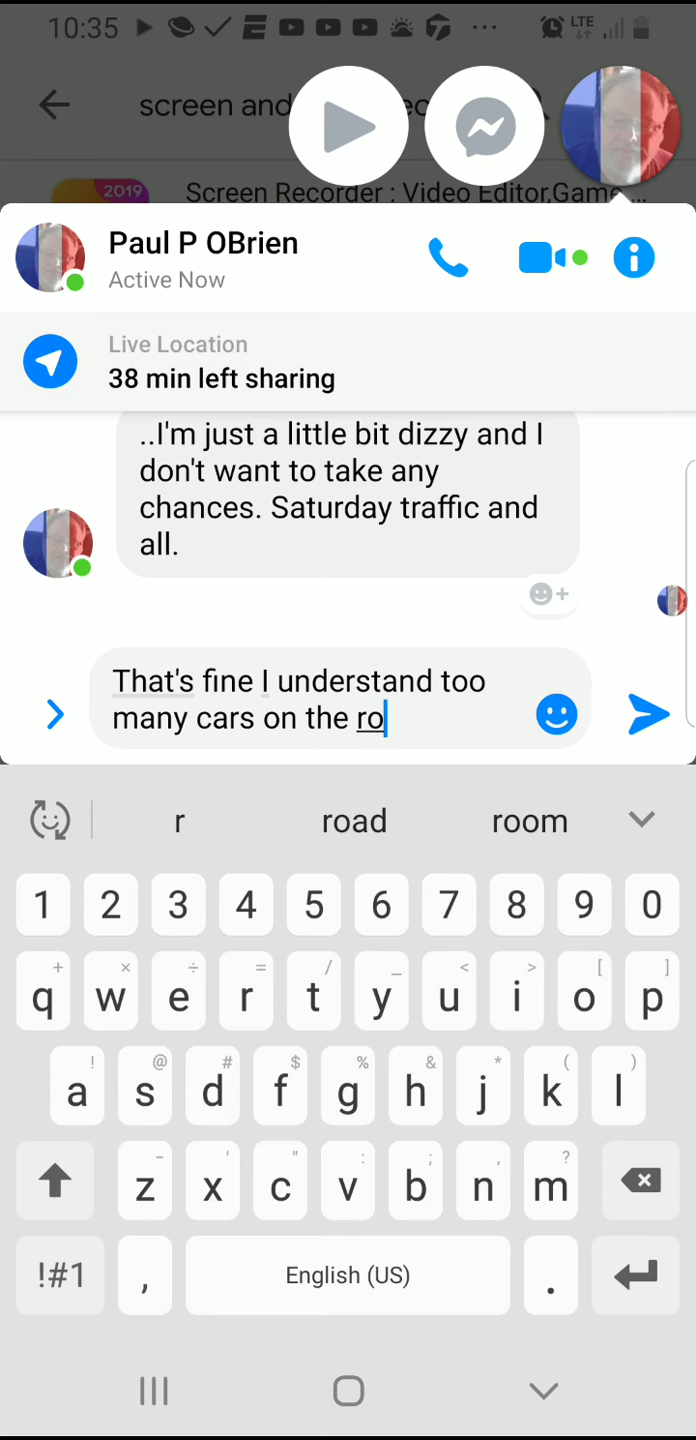 10:35
LTE
screen and
2019
Screen Recorder : Video Editor,Game ...
Paul P OBrien
Active Now
Live Location
38 min left sharing
..I'm just a little bit dizzy and I
don't want to take any
chances. Saturday traffic and
all.
That's fine I understand too
many cars on the ro
r road room
1 2 3 4 5 6 7 8 9 0
+ × ÷ = / _ < > [ ]
q w e r t y u i o p
! @ # $ % & * ( )
a s d f g h j k l
- ' " : ; , ?
z x c v b n m
!#1 , English (US) .